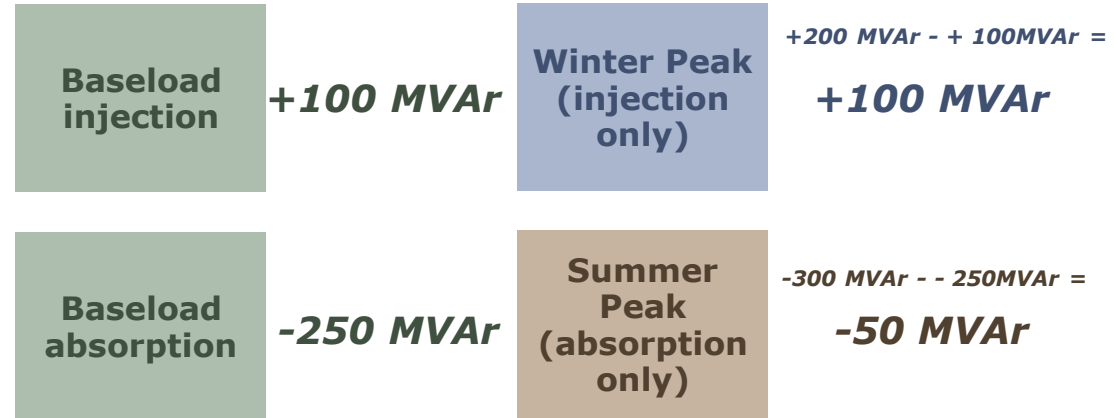 Baseload
injection
+100 MVAr
Winter Peak
(injection
only)
+200 MVAr - + 100MVAr =
+100 MVAr
Baseload
absorption
-250 MVAr
Summer
Peak
(absorption
only)
-300 MVAr - - 250MVAr =
-50 MVAr